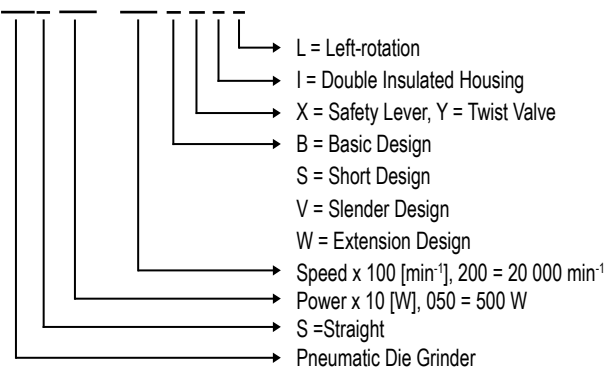 L = Left-rotation
I = Double Insulated Housing
X = Safety Lever, Y = Twist Valve
B = Basic Design
S = Short Design
V = Slender Design
W = Extension Design
Speed x 100 [min⁻¹], 200 = 20 000 min⁻¹
Power x 10 [W], 050 = 500 W
S =Straight
Pneumatic Die Grinder